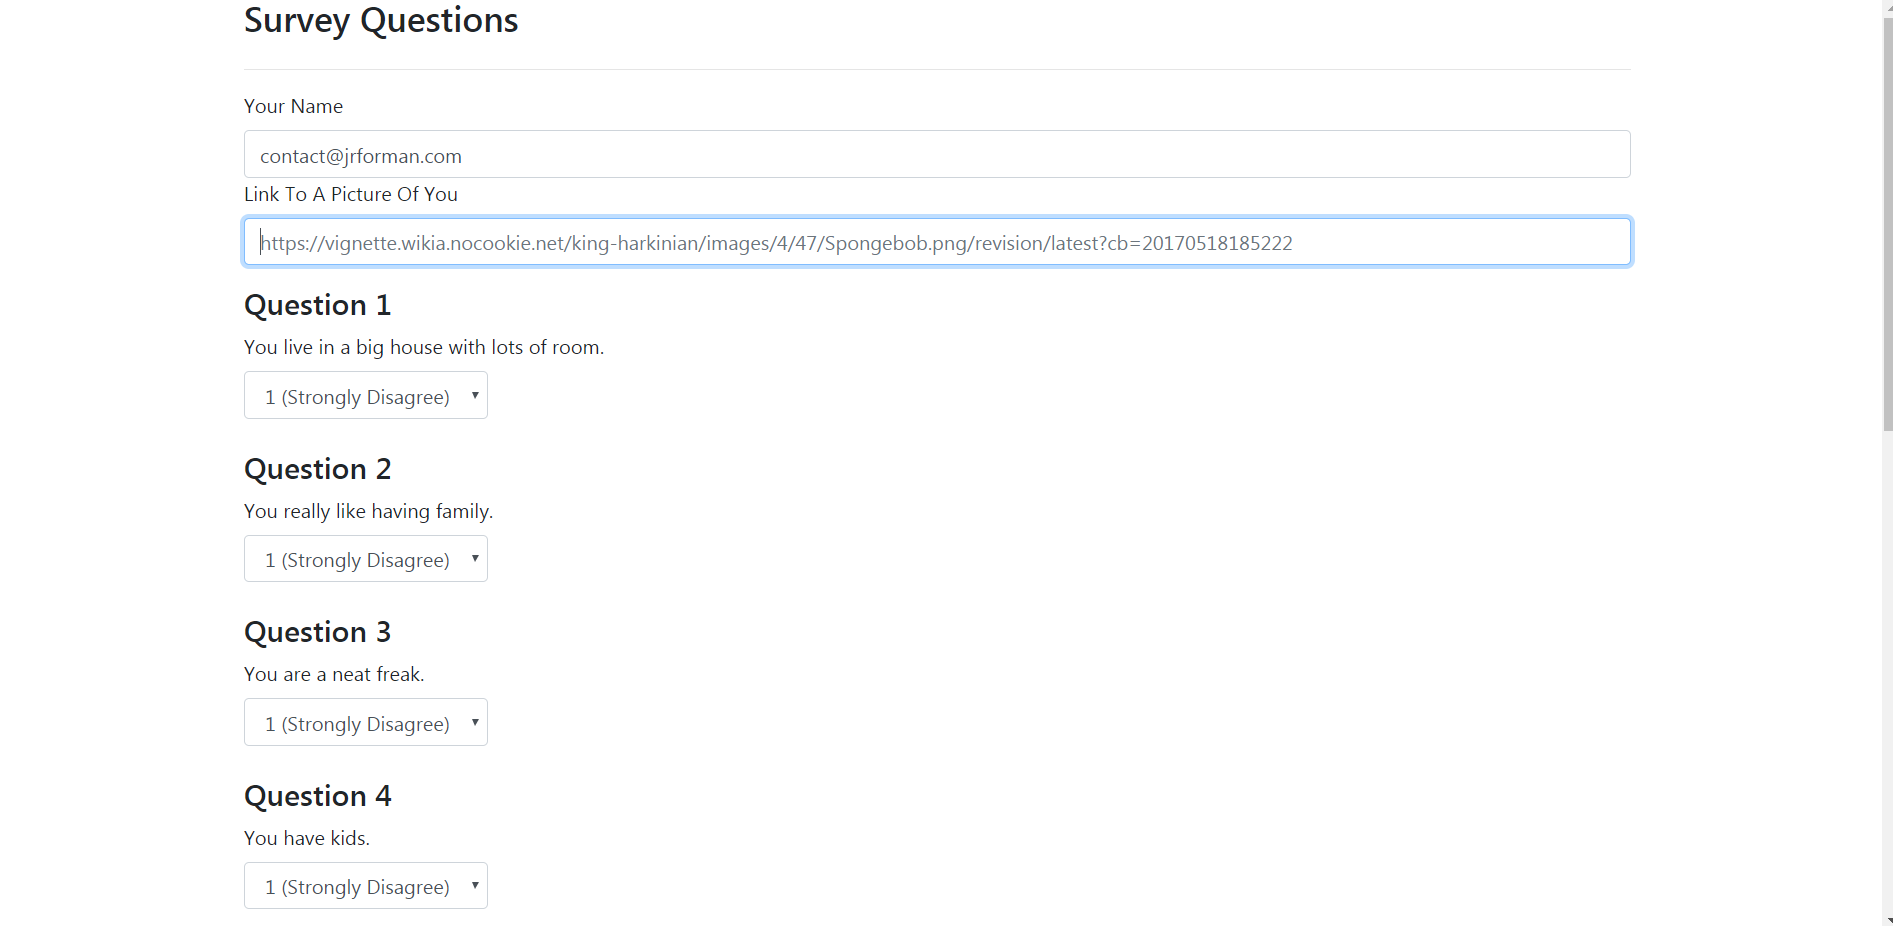 Survey Questions
Your Name
contact@jrforman.com
Link To A Picture Of You
https://vignette.wikia.nocookie.net/king-harkinian/images/4/47/Spongebob.png/revision/latest?cb=20170518185222
Question 1
You live in a big house with lots of room.
1 (Strongly Disagree)
Question 2
You really like having family.
1 (Strongly Disagree)
Question 3
You are a neat freak.
1 (Strongly Disagree)
Question 4
You have kids.
1 (Strongly Disagree)